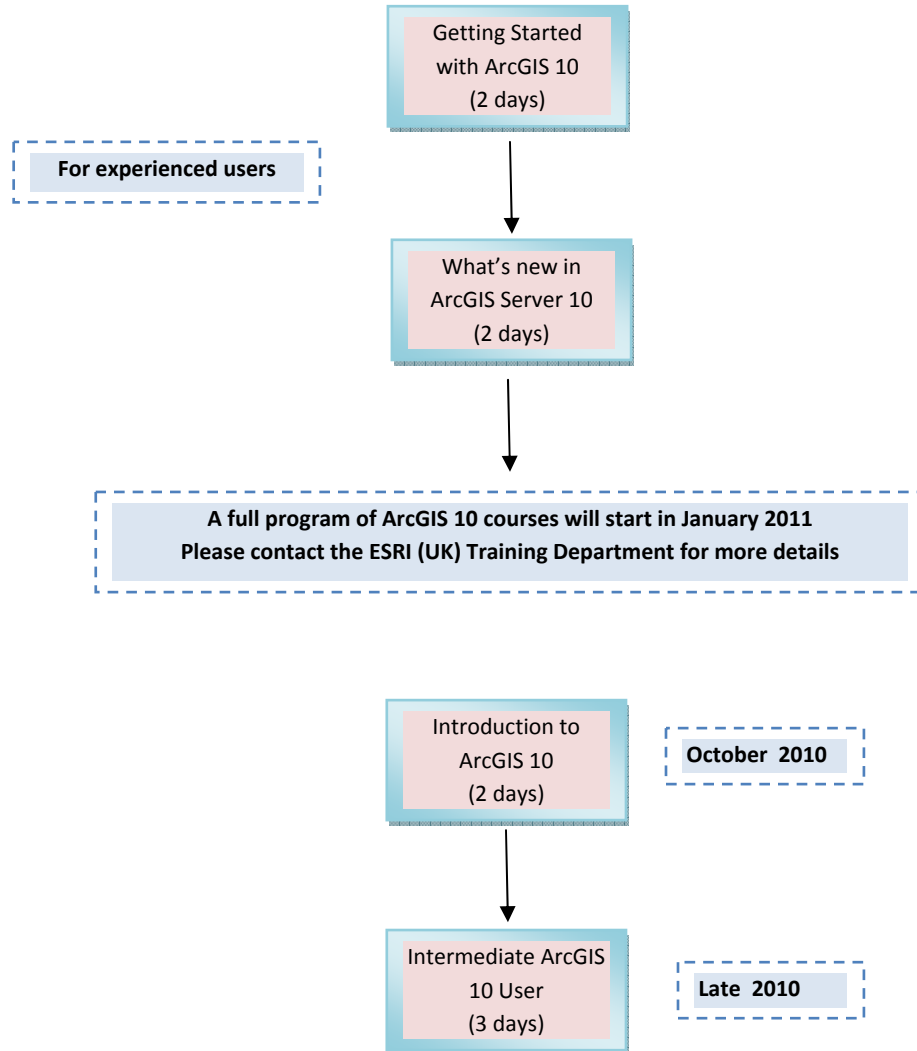 Getting Started
with ArcGIS 10
(2 days)
For experienced users
What’s new in
ArcGIS Server 10
(2 days)
A full program of ArcGIS 10 courses will start in January 2011
Please contact the ESRI (UK) Training Department for more details
Introduction to
ArcGIS 10
(2 days)
October 2010
Intermediate ArcGIS
10 User
(3 days)
Late 2010